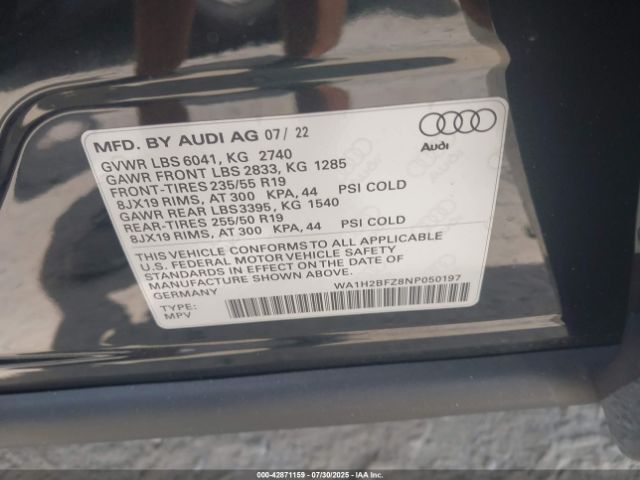 MFD. BY AUDI AG 07/ 22
GVWR LBS 6041, KG 2740
GAWR FRONT LBS 2833, KG 1285
FRONT-TIRES 235/55 R19
8JX19 RIMS, AT 300 KPA, 44 PSI COLD
GAWR REAR LBS3395, KG 1540
REAR-TIRES 255/50 R19
8JX19 RIMS, AT 300 KPA, 44 PSI COLD
Audi
THIS VEHICLE CONFORMS TO ALL APPLICABLE
U.S. FEDERAL MOTOR VEHICLE SAFETY
STANDARDS IN EFFECT ON THE DATE OF
MANUFACTURE SHOWN ABOVE.
GERMANY
WA1H2BFZ8NP050197
TYPE:
MPV
000-42871159 | 07/30/2025 | IAAI.COM